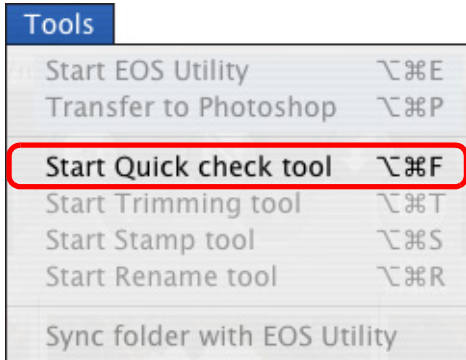 Tools
Start EOS Utility ⌥⌘E
Transfer to Photoshop ⌥⌘P
Start Quick check tool ⌥⌘F
Start Trimming tool ⌥⌘T
Start Stamp tool ⌥⌘S
Start Rename tool ⌥⌘R
Sync folder with EOS Utility